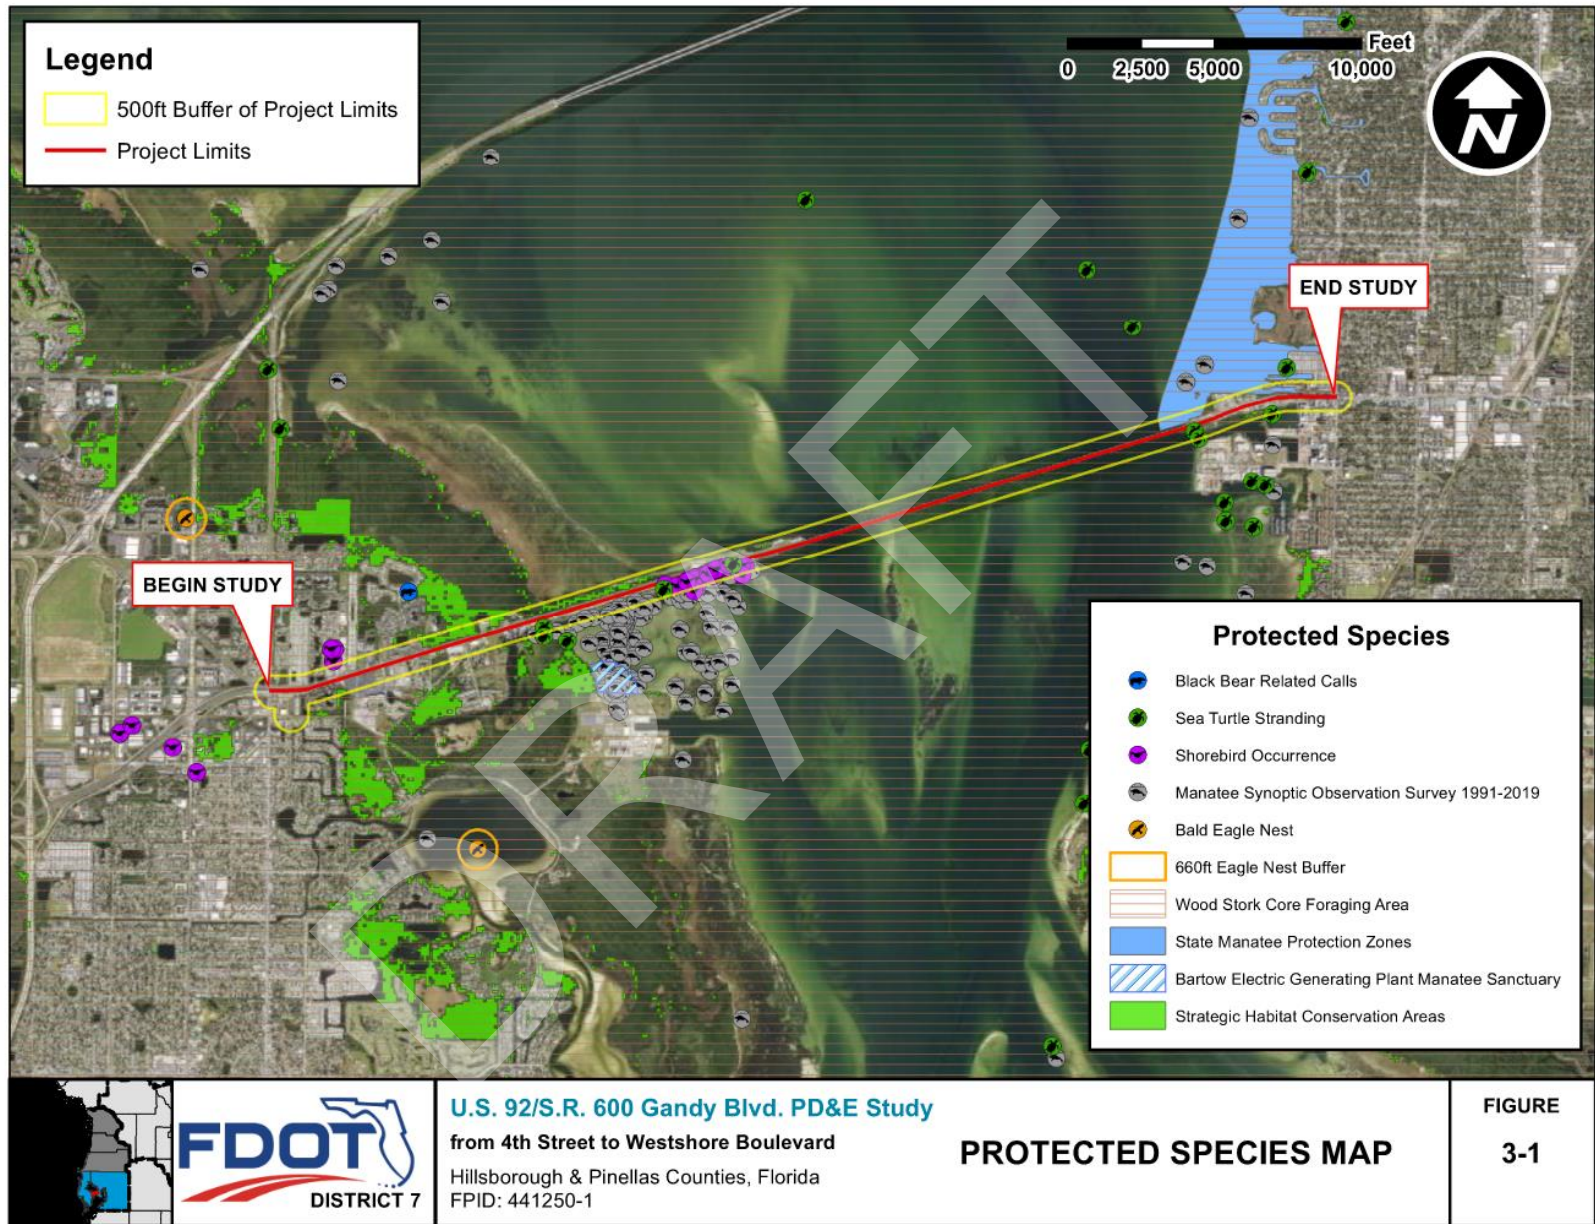 Legend
500ft Buffer of Project Limits
Project Limits
Feet
0 2,500 5,000 10,000
N
END STUDY
BEGIN STUDY
DRAFT
Protected Species
Black Bear Related Calls
Sea Turtle Stranding
Shorebird Occurrence
Manatee Synoptic Observation Survey 1991-2019
Bald Eagle Nest
660ft Eagle Nest Buffer
Wood Stork Core Foraging Area
State Manatee Protection Zones
Bartow Electric Generating Plant Manatee Sanctuary
Strategic Habitat Conservation Areas
FDOT
DISTRICT 7
U.S. 92/S.R. 600 Gandy Blvd. PD&E Study
from 4th Street to Westshore Boulevard
Hillsborough & Pinellas Counties, Florida
FPID: 441250-1
PROTECTED SPECIES MAP
FIGURE
3-1